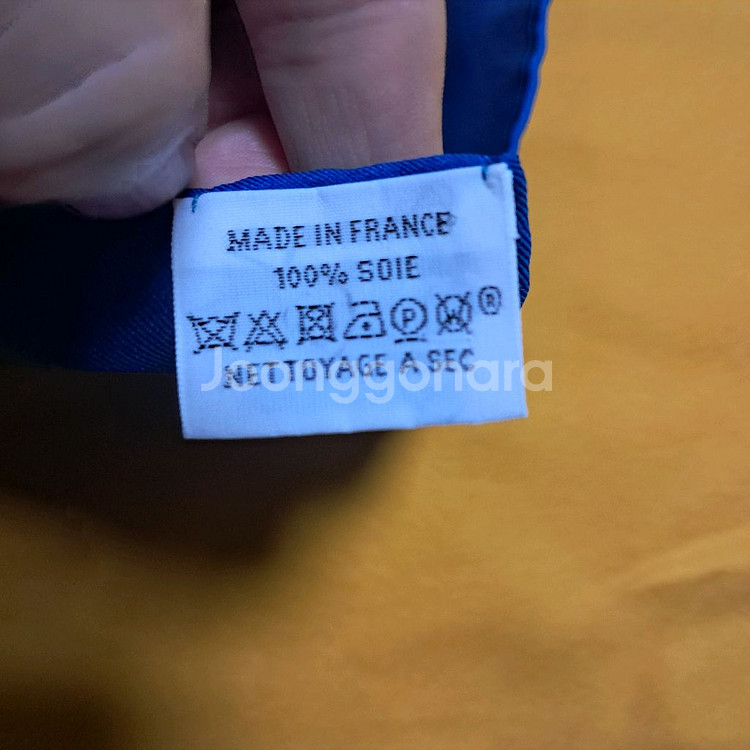 MADE IN FRANCE
100% SOIE
P W ®
NETTOYAGE A SEC
Joonggonara